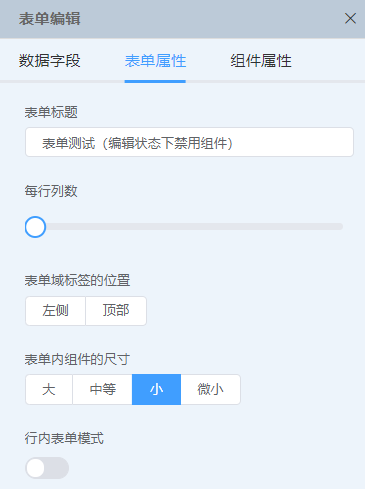 表单编辑
数据字段 表单属性 组件属性
表单标题
表单测试（编辑状态下禁用组件）
每行列数
表单域标签的位置
左侧 顶部
表单内组件的尺寸
大 中等 小 微小
行内表单模式